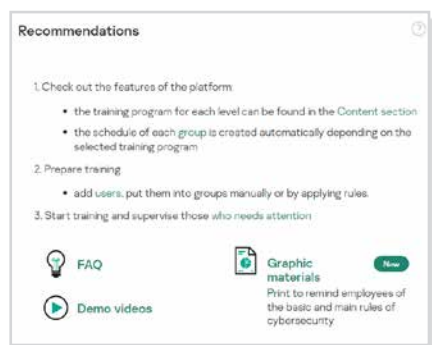 Recommendations
?
1. Check out the features of the platform:
• the training program for each level can be found in the Content section
• the schedule of each group is created automatically depending on the
selected training program
2. Prepare training
• add users, put them into groups manually or by applying rules.
3. Start training and supervise those who needs attention
FAQ
Demo videos
Graphic
materials
New
Print to remind employees of
the basic and main rules of
cybersecurity